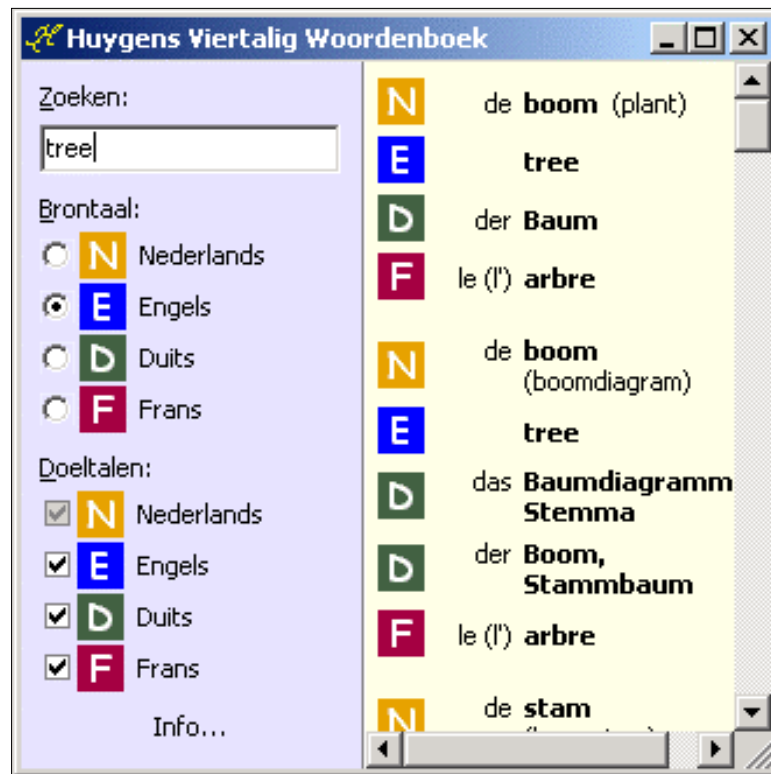 Huygens Viertalig Woordenboek
Zoeken:
tree
Brontaal:
N Nederlands
E Engels
D Duits
F Frans
Doeltalen:
N Nederlands
E Engels
D Duits
F Frans
Info...
N de boom (plant)
E tree
D der Baum
F le (l') arbre
N de boom
(boomdiagram)
E tree
D das Baumdiagramm
Stemma
D der Boom,
Stammbaum
F le (l') arbre
N de stam